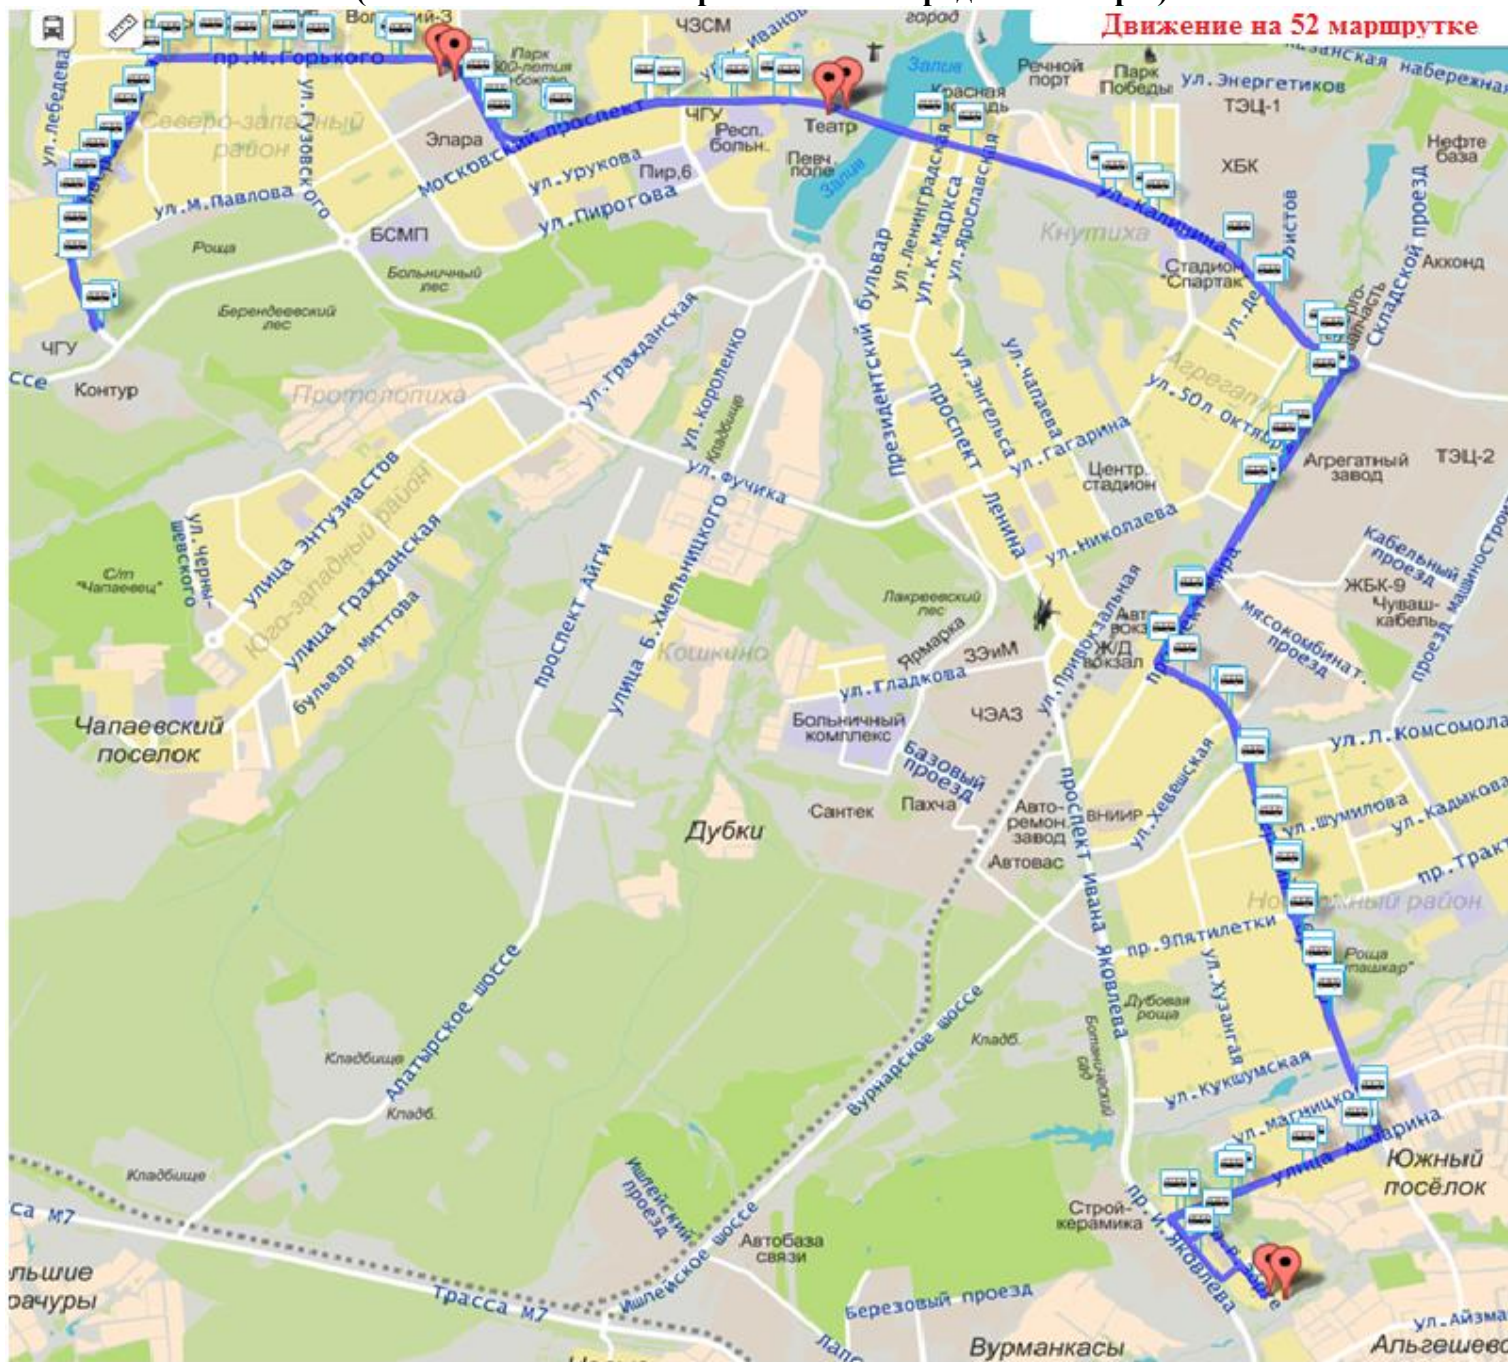 Движение на 52 маршрутке
ЧЗСМ
город
Парк
Залив
Речной
порт
Парк
Победы
ул.Энергетиков
ТЭЦ-1
пр.М.Горького
ул.Лебедева
Северо-западный
район
ул.Гузовского
Элара
Московский проспект
ЧГУ
Респ.
больн.
Театр
Певч.
поле
Залив
Красная
ХБК
Нефте
база
ул.М.Павлова
ул.Урукова
Пир,6
ул.Пирогова
БСМП
Роща
Больничный
лес
Берендеевский
лес
ул.Ленинградская
ул.К.Маркса
ул.Ярославская
Президентский бульвар
Кнутиха
ул.Калинина
Стадион
"Спартак"
Складской проезд
Акконд
ЧГУ
Контур
Протопопиха
ул.Гражданская
ул.Короленко
Кладбище
ул.Фучика
проспект Ленина
ул.Энгельса
ул.Чапаева
ул.Гагарина
ул.50л.Октября
Центр.
стадион
Агрегатный
завод
ТЭЦ-2
ул.Николаева
улица Энтузиастов
Юго-западный район
улица Гражданская
бульвар Миттова
ул.Черны-
шевского
С/т
"Чапаевец"
проспект Айги
улица Б.Хмельницкого
Кошкино
Лакреевский
лес
Ярмарка
ЗЭиМ
ул.Гладкова
ул.Привокзальная
Ж/Д
вокзал
Кабельный
проезд
ЖБК-9
Чуваш-
кабель
Мясокомбинат.
проезд
Чапаевский
поселок
Больничный
комплекс
ЧЭАЗ
Базовый
проезд
Сантек
Пахча
Авто-
ремон.
завод
ВНИИР
Автовас
ул.Хевешская
ул.Шумилова
ул.Кадыкова
Дубки
проспект Ивана Яковлева
пр.9Пятилетки
ул.Хузангая
Роща
Дубовая
роща
Ботанический
сад
Кладб.
Алатырское шоссе
Вурнарское шоссе
Кладбище
Кладб.
ул.Кукшумская
Южный
посёлок
Кладбище
Ишлейский
проезд
Ишлейское шоссе
Автобаза
связи
Строй-
керамика
пр.И.Яковлева
Трасса М7
Березовый проезд
Вурманкасы